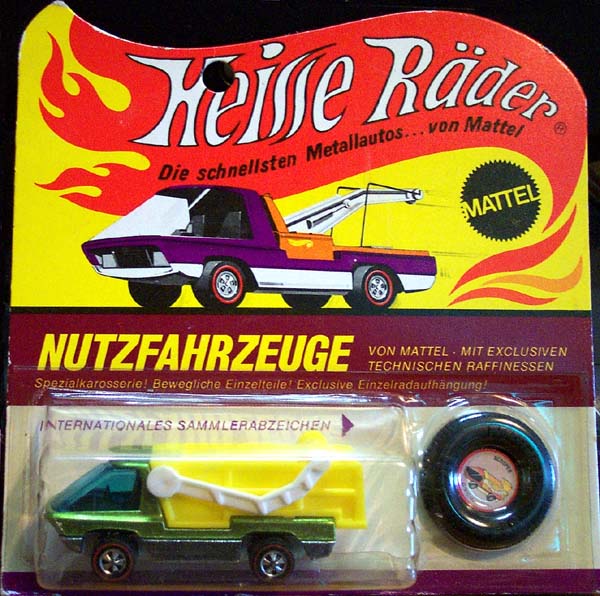 Heisse Räder ®
Die schnellsten Metallautos... von Mattel
MATTEL
NUTZFAHRZEUGE
VON MATTEL · MIT EXCLUSIVEN
TECHNISCHEN RAFFINESSEN
Spezialkarosserie! Bewegliche Einzelteile! Exclusive Einzelradaufhängung!
INTERNATIONALES SAMMLERABZEICHEN
SCOOPER